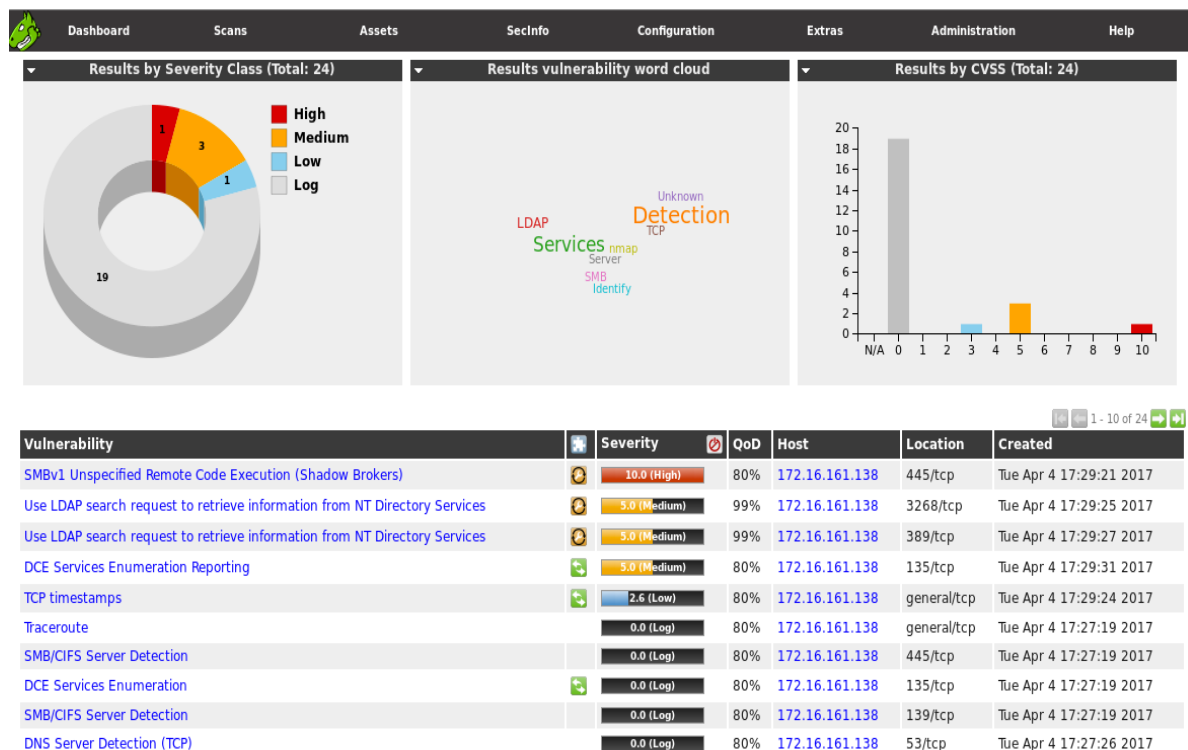 Dashboard Scans Assets SecInfo Configuration Extras Administration Help
Results by Severity Class (Total: 24)
1
3
1
19
High
Medium
Low
Log
Results vulnerability word cloud
Unknown
Detection
LDAP
TCP
Services nmap
Server
SMB
Identify
Results by CVSS (Total: 24)
20
18
16
14
12
10
8
6
4
2
0
N/A 0 1 2 3 4 5 6 7 8 9 10
1 - 10 of 24
Vulnerability Severity QoD Host Location Created
SMBv1 Unspecified Remote Code Execution (Shadow Brokers) 10.0 (High) 80% 172.16.161.138 445/tcp Tue Apr 4 17:29:21 2017
Use LDAP search request to retrieve information from NT Directory Services 5.0 (Medium) 99% 172.16.161.138 3268/tcp Tue Apr 4 17:29:25 2017
Use LDAP search request to retrieve information from NT Directory Services 5.0 (Medium) 99% 172.16.161.138 389/tcp Tue Apr 4 17:29:27 2017
DCE Services Enumeration Reporting 5.0 (Medium) 80% 172.16.161.138 135/tcp Tue Apr 4 17:29:31 2017
TCP timestamps 2.6 (Low) 80% 172.16.161.138 general/tcp Tue Apr 4 17:29:24 2017
Traceroute 0.0 (Log) 80% 172.16.161.138 general/tcp Tue Apr 4 17:27:19 2017
SMB/CIFS Server Detection 0.0 (Log) 80% 172.16.161.138 445/tcp Tue Apr 4 17:27:19 2017
DCE Services Enumeration 0.0 (Log) 80% 172.16.161.138 135/tcp Tue Apr 4 17:27:19 2017
SMB/CIFS Server Detection 0.0 (Log) 80% 172.16.161.138 139/tcp Tue Apr 4 17:27:19 2017
DNS Server Detection (TCP) 0.0 (Log) 80% 172.16.161.138 53/tcp Tue Apr 4 17:27:26 2017